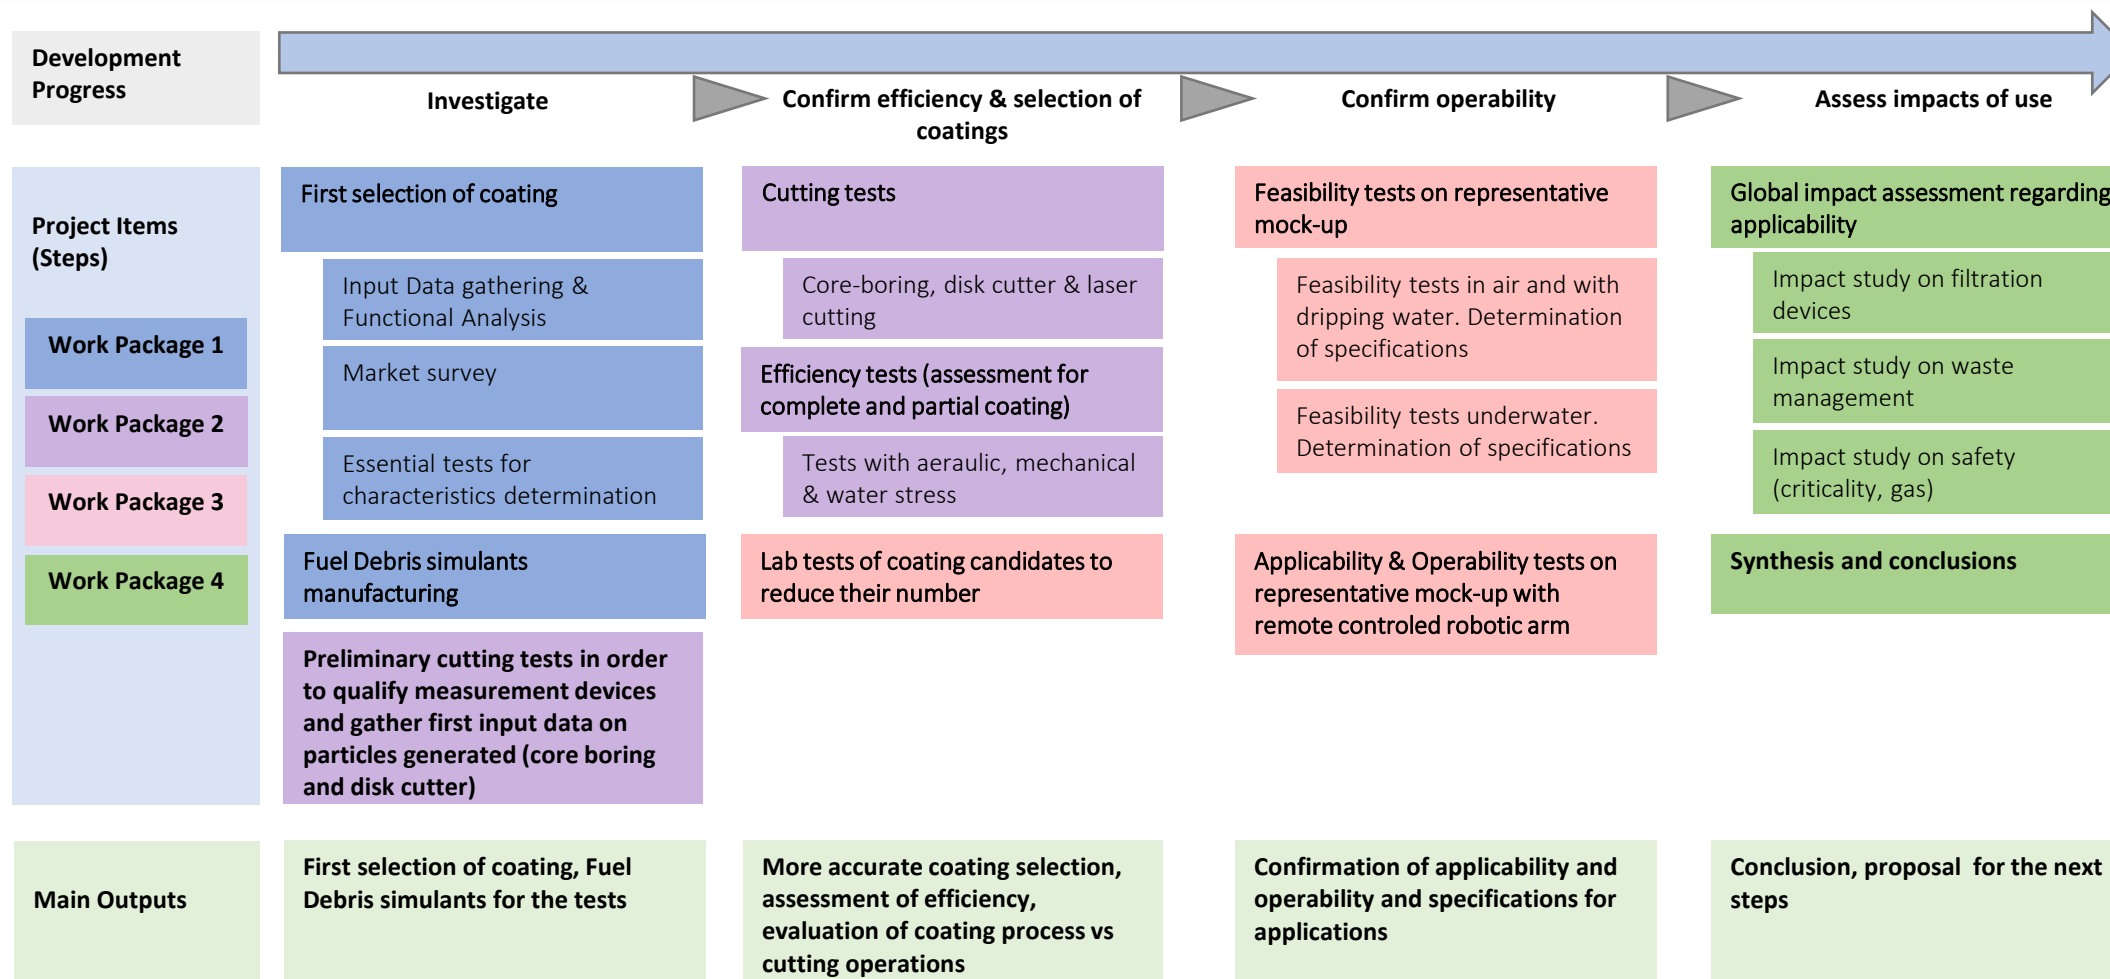 Development
Progress
Investigate
Confirm efficiency & selection of
coatings
Confirm operability
Assess impacts of use
Project Items
(Steps)
Work Package 1
Work Package 2
Work Package 3
Work Package 4
First selection of coating
Input Data gathering &
Functional Analysis
Market survey
Essential tests for
characteristics determination
Fuel Debris simulants
manufacturing
Preliminary cutting tests in order
to qualify measurement devices
and gather first input data on
particles generated (core boring
and disk cutter)
Cutting tests
Core-boring, disk cutter & laser
cutting
Efficiency tests (assessment for
complete and partial coating)
Tests with aeraulic, mechanical
& water stress
Lab tests of coating candidates to
reduce their number
Feasibility tests on representative
mock-up
Feasibility tests in air and with
dripping water. Determination
of specifications
Feasibility tests underwater.
Determination of specifications
Applicability & Operability tests on
representative mock-up with
remote controled robotic arm
Global impact assessment regarding
applicability
Impact study on filtration
devices
Impact study on waste
management
Impact study on safety
(criticality, gas)
Synthesis and conclusions
Main Outputs
First selection of coating, Fuel
Debris simulants for the tests
More accurate coating selection,
assessment of efficiency,
evaluation of coating process vs
cutting operations
Confirmation of applicability and
operability and specifications for
applications
Conclusion, proposal for the next
steps